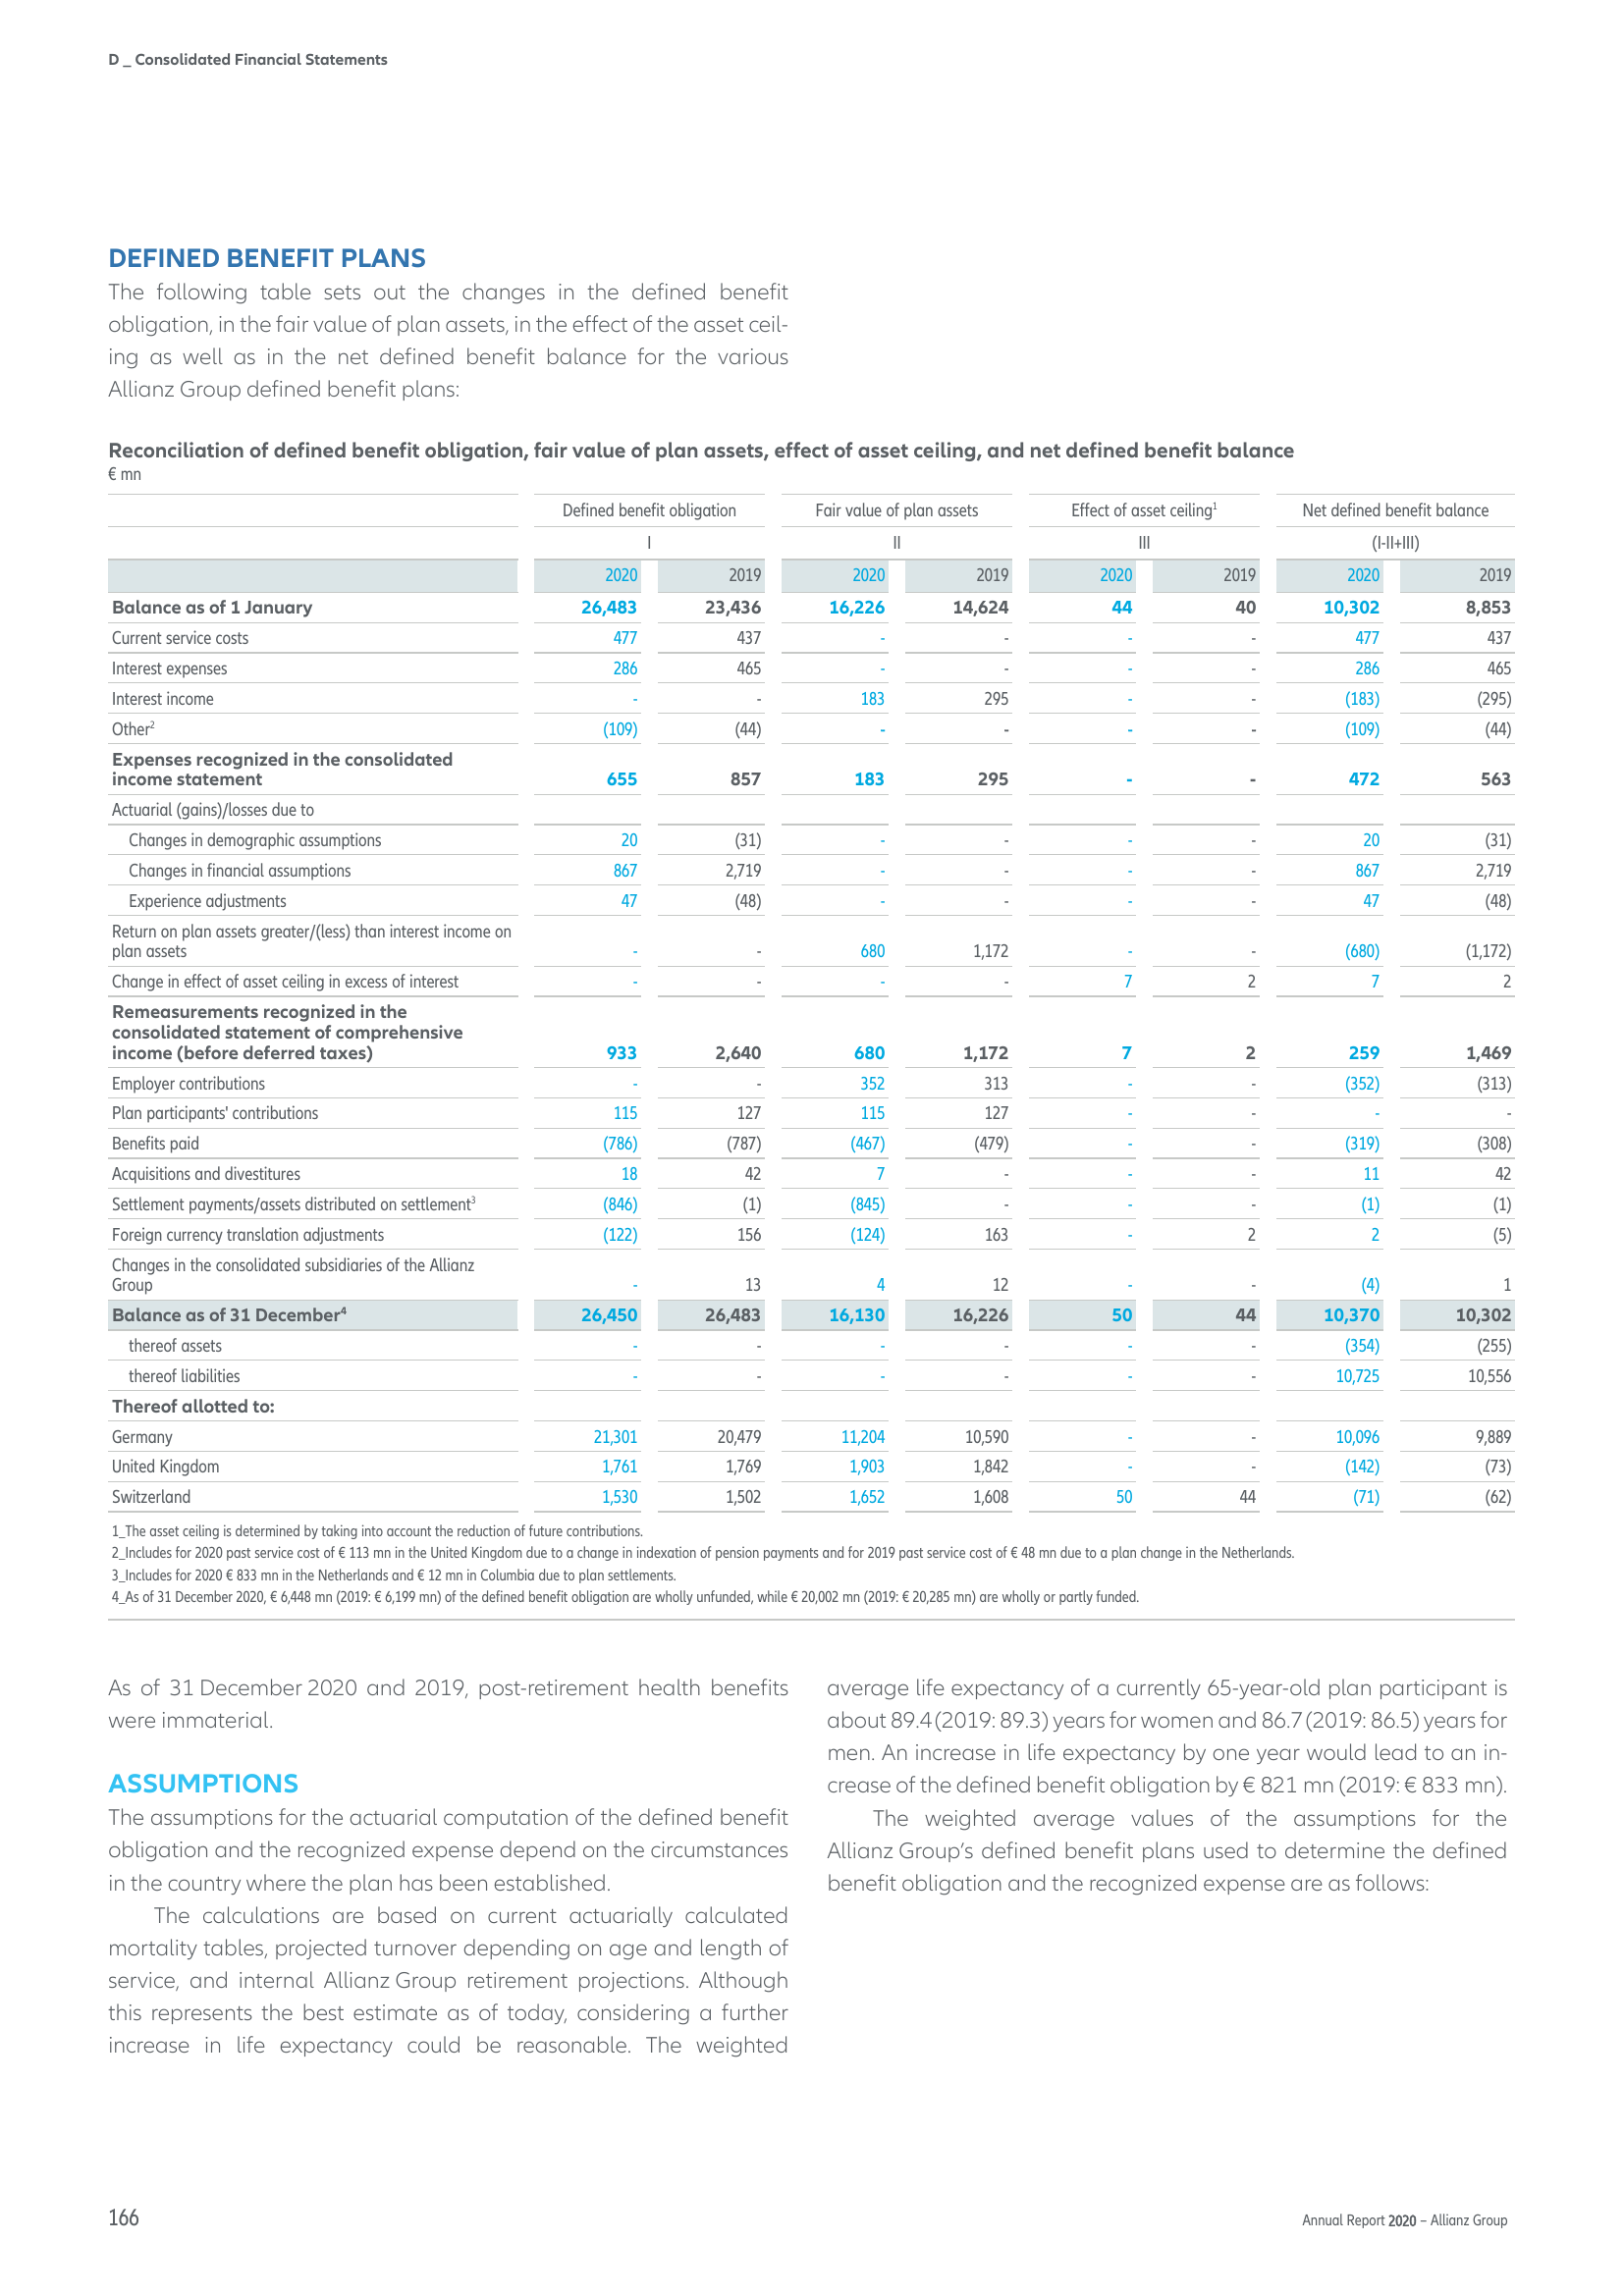 D _ Consolidated Financial Statements
DEFINED BENEFIT PLANS
The following table sets out the changes in the defined benefit
obligation, in the fair value of plan assets, in the effect of the asset ceil-
ing as well as in the net defined benefit balance for the various
Allianz Group defined benefit plans:
Reconciliation of defined benefit obligation, fair value of plan assets, effect of asset ceiling, and net defined benefit balance
€ mn
Defined benefit obligation Fair value of plan assets Effect of asset ceiling1 Net defined benefit balance
I II III (I-II+III)
2020 2019 2020 2019 2020 2019 2020 2019
Balance as of 1 January 26,483 23,436 16,226 14,624 44 40 10,302 8,853
Current service costs 477 437 - - - - 477 437
Interest expenses 286 465 - - - - 286 465
Interest income - - 183 295 - - (183) (295)
Other2 (109) (44) - - - - (109) (44)
Expenses recognized in the consolidated
income statement 655 857 183 295 - - 472 563
Actuarial (gains)/losses due to
Changes in demographic assumptions 20 (31) - - - - 20 (31)
Changes in financial assumptions 867 2,719 - - - - 867 2,719
Experience adjustments 47 (48) - - - - 47 (48)
Return on plan assets greater/(less) than interest income on
plan assets - - 680 1,172 - - (680) (1,172)
Change in effect of asset ceiling in excess of interest - - - - 7 2 7 2
Remeasurements recognized in the
consolidated statement of comprehensive
income (before deferred taxes) 933 2,640 680 1,172 7 2 259 1,469
Employer contributions - - 352 313 - - (352) (313)
Plan participants' contributions 115 127 115 127 - - - -
Benefits paid (786) (787) (467) (479) - - (319) (308)
Acquisitions and divestitures 18 42 7 - - - 11 42
Settlement payments/assets distributed on settlement3 (846) (1) (845) - - - (1) (1)
Foreign currency translation adjustments (122) 156 (124) 163 - 2 2 (5)
Changes in the consolidated subsidiaries of the Allianz
Group - 13 4 12 - - (4) 1
Balance as of 31 December4 26,450 26,483 16,130 16,226 50 44 10,370 10,302
thereof assets - - - - - - (354) (255)
thereof liabilities - - - - - - 10,725 10,556
Thereof allotted to:
Germany 21,301 20,479 11,204 10,590 - - 10,096 9,889
United Kingdom 1,761 1,769 1,903 1,842 - - (142) (73)
Switzerland 1,530 1,502 1,652 1,608 50 44 (71) (62)
1_The asset ceiling is determined by taking into account the reduction of future contributions.
2_Includes for 2020 past service cost of € 113 mn in the United Kingdom due to a change in indexation of pension payments and for 2019 past service cost of € 48 mn due to a plan change in the Netherlands.
3_Includes for 2020 € 833 mn in the Netherlands and € 12 mn in Columbia due to plan settlements.
4_As of 31 December 2020, € 6,448 mn (2019: € 6,199 mn) of the defined benefit obligation are wholly unfunded, while € 20,002 mn (2019: € 20,285 mn) are wholly or partly funded.
As of 31 December 2020 and 2019, post-retirement health benefits
were immaterial.
ASSUMPTIONS
The assumptions for the actuarial computation of the defined benefit
obligation and the recognized expense depend on the circumstances
in the country where the plan has been established.
The calculations are based on current actuarially calculated
mortality tables, projected turnover depending on age and length of
service, and internal Allianz Group retirement projections. Although
this represents the best estimate as of today, considering a further
increase in life expectancy could be reasonable. The weighted
average life expectancy of a currently 65-year-old plan participant is
about 89.4 (2019: 89.3) years for women and 86.7 (2019: 86.5) years for
men. An increase in life expectancy by one year would lead to an in-
crease of the defined benefit obligation by € 821 mn (2019: € 833 mn).
The weighted average values of the assumptions for the
Allianz Group's defined benefit plans used to determine the defined
benefit obligation and the recognized expense are as follows:
166
Annual Report 2020 – Allianz Group